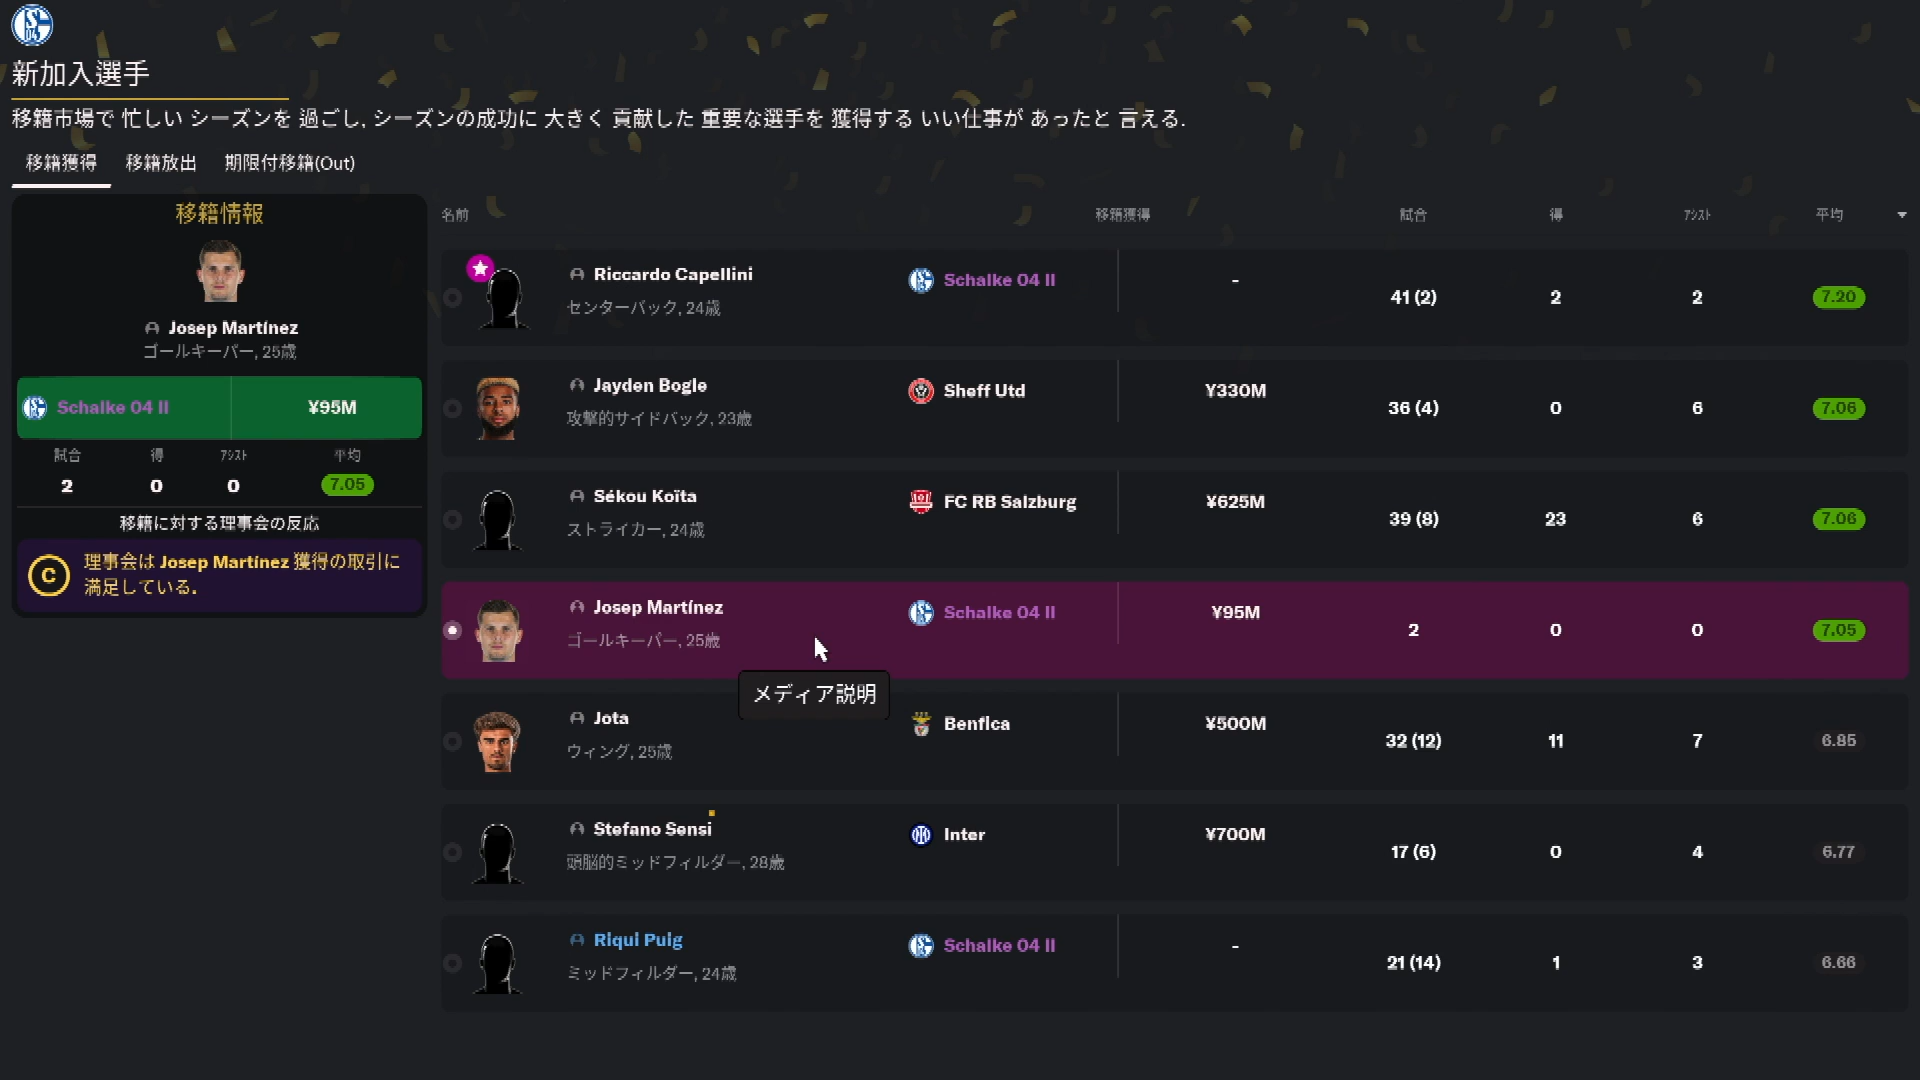 新加入選手
移籍市場で 忙しい シーズンを 過ごし, シーズンの成功に 大きく 貢献した 重要な選手を 獲得する いい仕事が あったと 言える.
移籍獲得 移籍放出 期限付移籍(Out)
移籍情報
Josep Martínez
ゴールキーパー, 25歳
Schalke 04 II ¥95M
試合 得 アシスト 平均
2 0 0 7.05
移籍に対する理事会の反応
C
理事会は Josep Martínez 獲得の取引に
満足している.
名前 移籍獲得 試合 得 アシスト 平均
Riccardo Capellini Schalke 04 II -
センターバック, 24歳
41 (2) 2 2 7.20
Jayden Bogle Sheff Utd ¥330M
攻撃的サイドバック, 23歳
36 (4) 0 6 7.06
Sékou Koïta FC RB Salzburg ¥625M
ストライカー, 24歳
39 (8) 23 6 7.06
Josep Martínez Schalke 04 II ¥95M
ゴールキーパー, 25歳
2 0 0 7.05
メディア説明
Jota Benfica ¥500M
ウィング, 25歳
32 (12) 11 7 6.85
Stefano Sensi Inter ¥700M
頭脳的ミッドフィルダー, 28歳
17 (6) 0 4 6.77
Riqui Puig Schalke 04 II -
ミッドフィルダー, 24歳
21 (14) 1 3 6.66